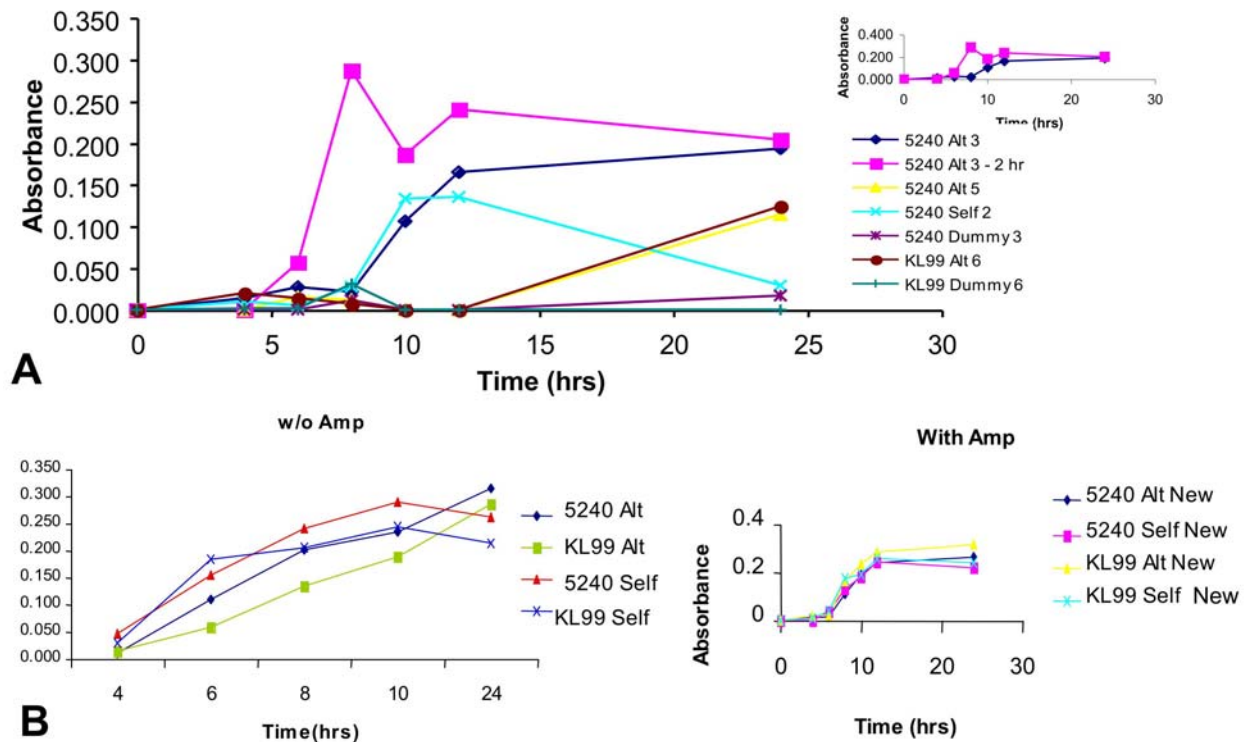 0.350
0.300
0.250
0.200
0.150
0.100
0.050
0.000
Absorbance
0 5 10 15 20 25 30
Time (hrs)
A
0.400
0.200
0.000
Absorbance
0 10 20 30
Time (hrs)
5240 Alt 3
5240 Alt 3 - 2 hr
5240 Alt 5
5240 Self 2
5240 Dummy 3
KL99 Alt 6
KL99 Dummy 6
w/o Amp
0.350
0.300
0.250
0.200
0.150
0.100
0.050
0.000
4 6 8 10 24
Time(hrs)
5240 Alt
KL99 Alt
5240 Self
KL99 Self
B
With Amp
0.4
0.2
0
Absorbance
0 10 20 30
Time (hrs)
5240 Alt New
5240 Self New
KL99 Alt New
KL99 Self New